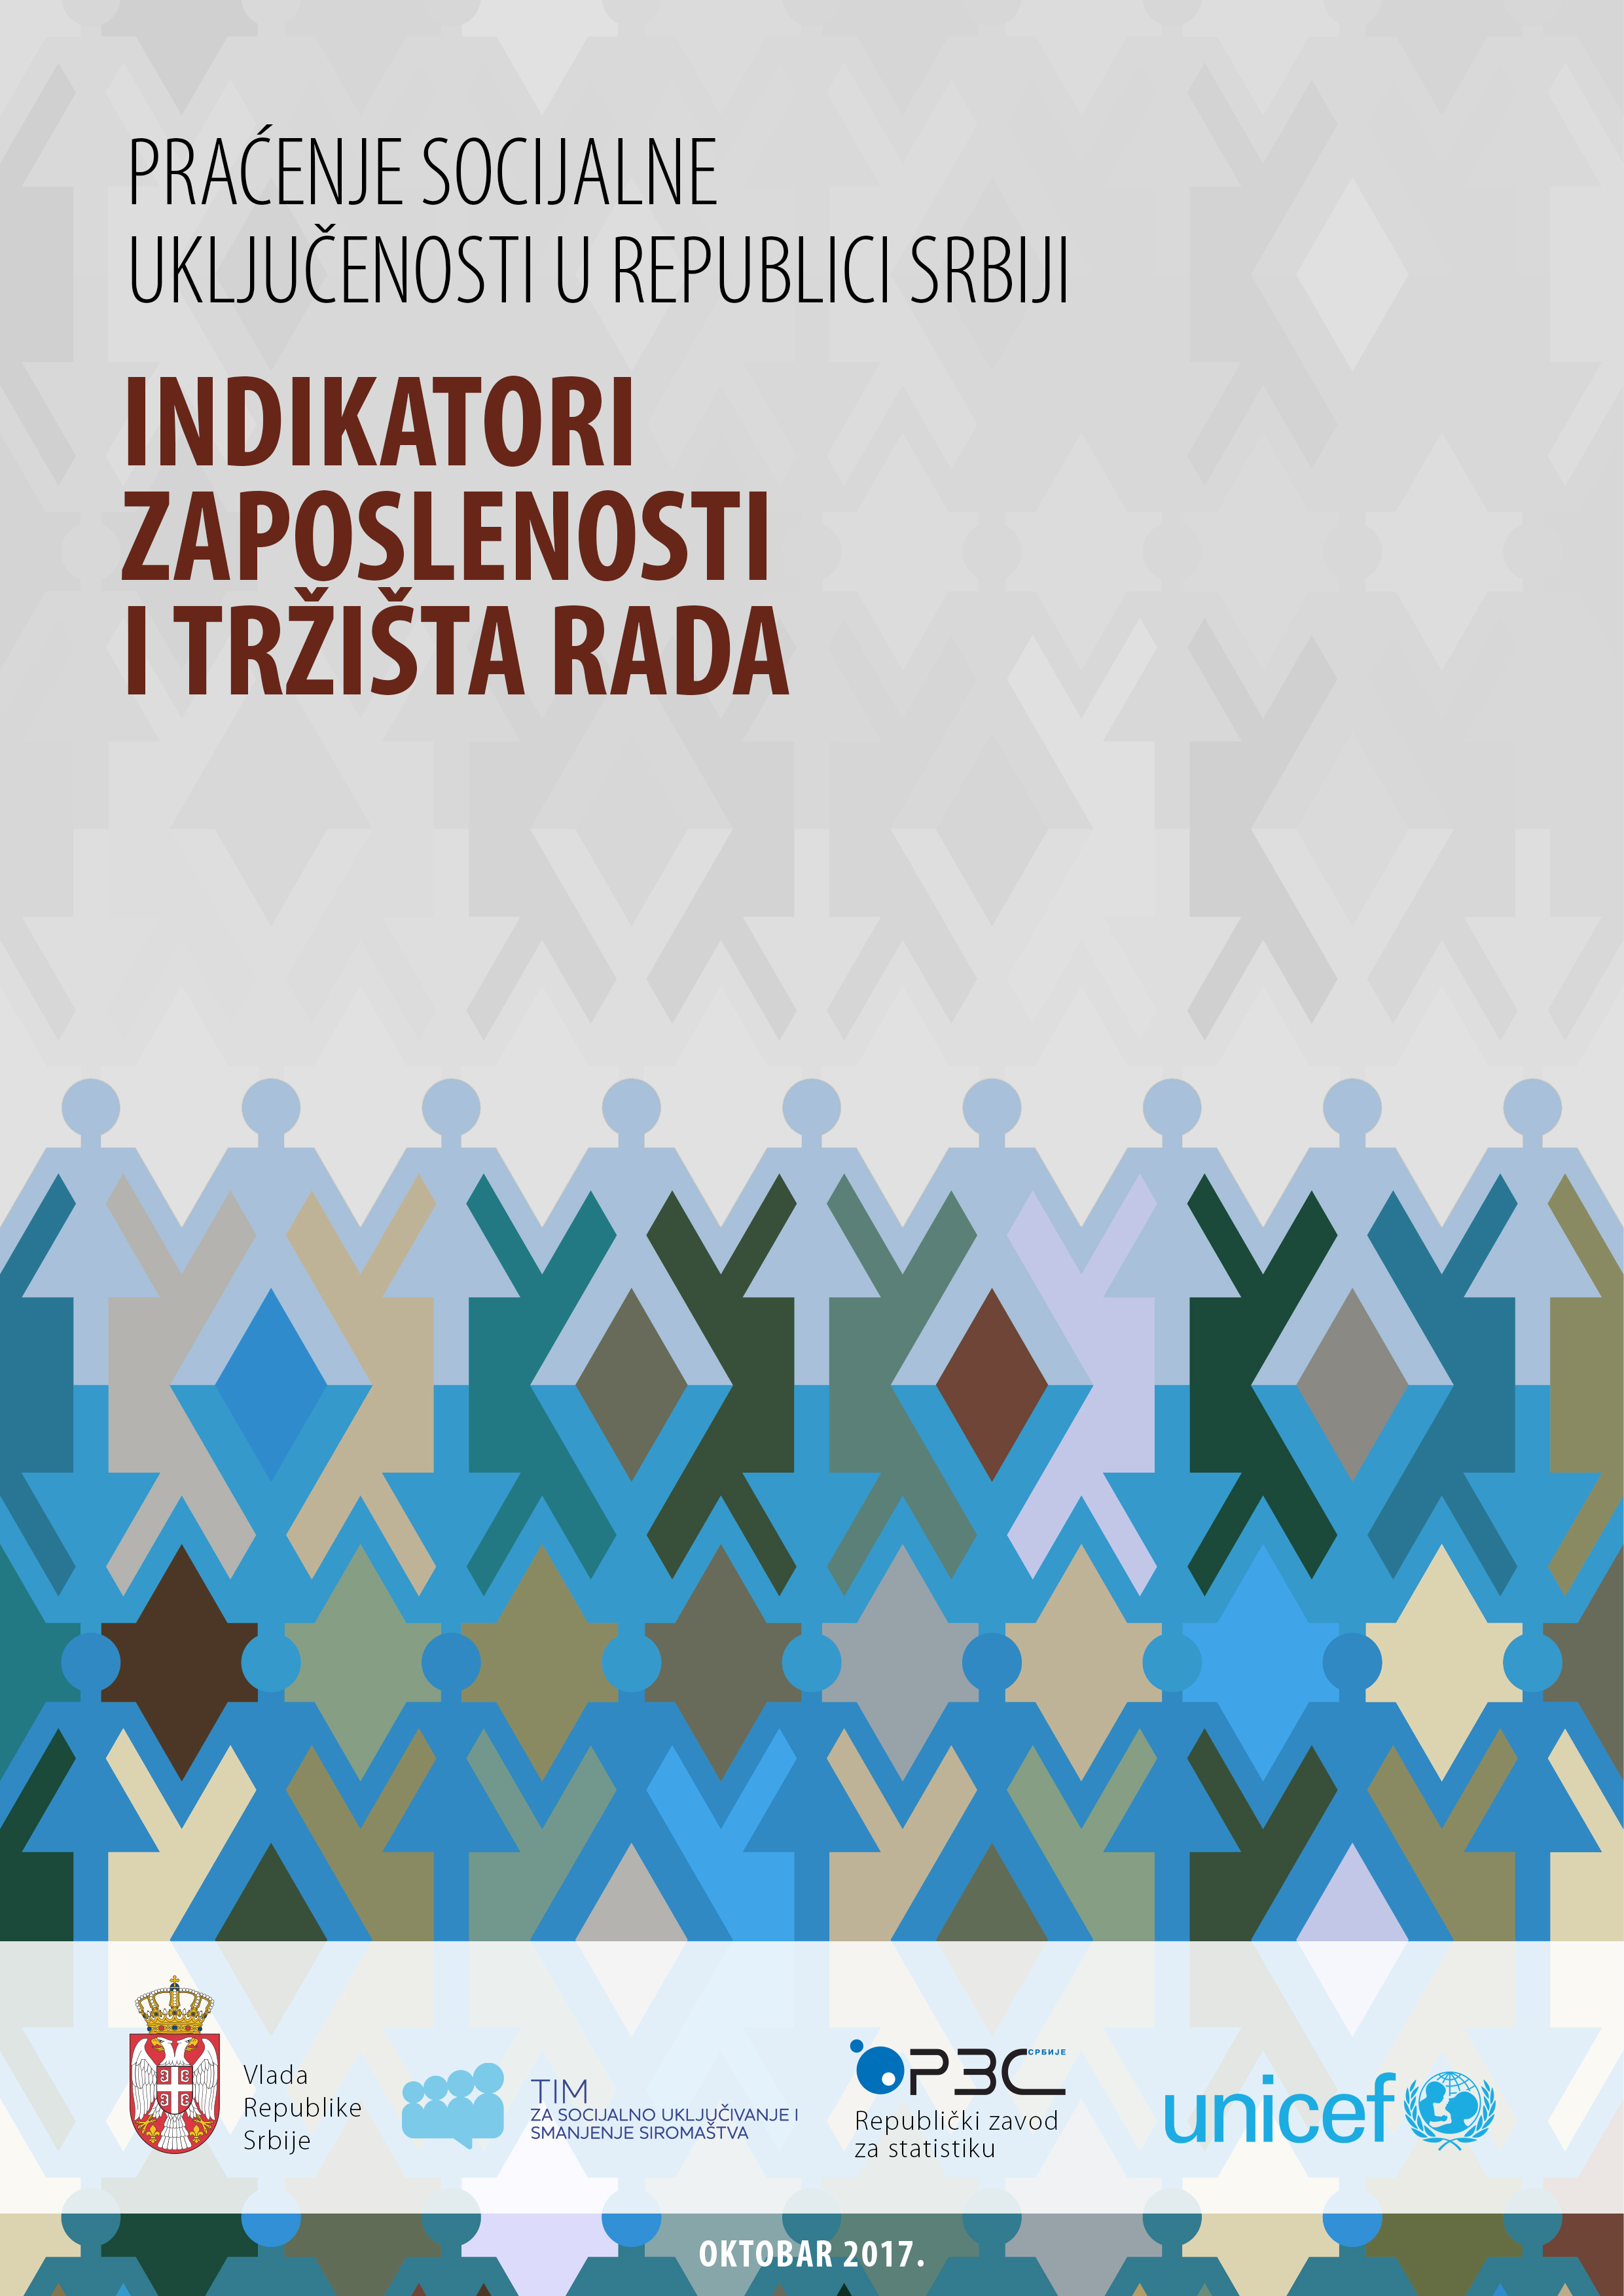 PRAĆENJE SOCIJALNE
UKLJUČENOSTI U REPUBLICI SRBIJI
INDIKATORI
ZAPOSLENOSTI
I TRŽIŠTA RADA
Vlada
Republike
Srbije
TIM
ZA SOCIJALNO UKLJUČIVANJE I
SMANJENJE SIROMAŠTVA
РЗС СРБИЈЕ
Republički zavod
za statistiku
unicef
OKTOBAR 2017.